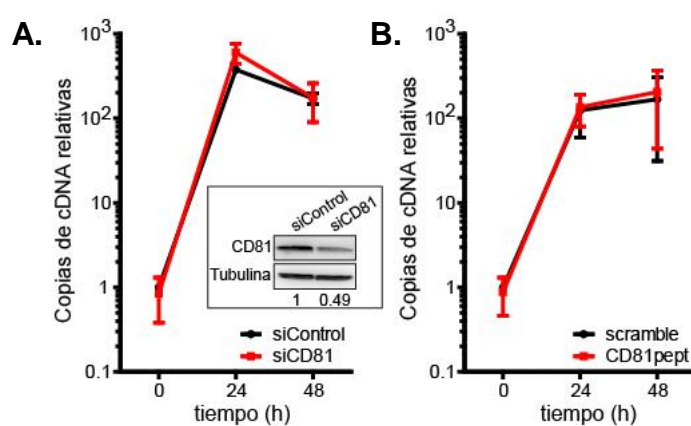 A.
Copias de cDNA relativas
10³
10²
10
1
0.1
siControl
siCD81
CD81
Tubulina
1 0.49
siControl
siCD81
0 24 48
tiempo (h)
B.
Copias de cDNA relativas
10³
10²
10
1
0.1
scramble
CD81pept
0 24 48
tiempo (h)